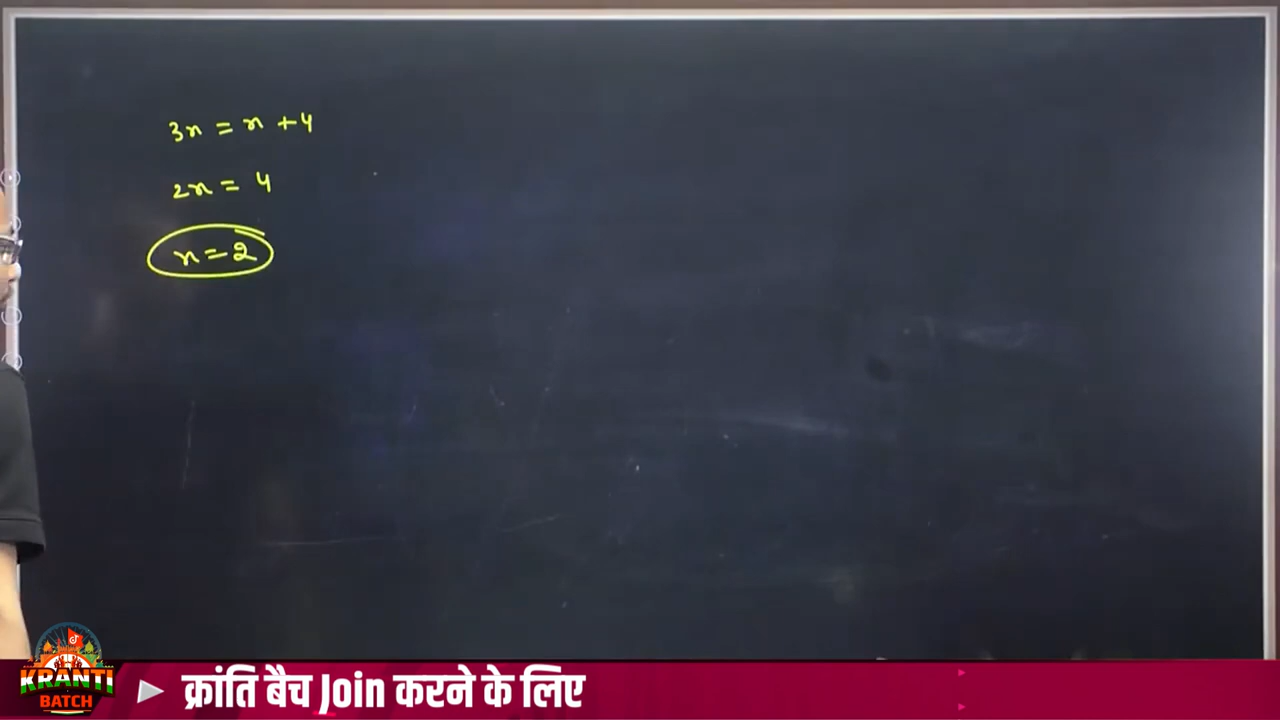 3x = x + 4
2x = 4
x = 2
KRANTI
BATCH
क्रांति बैच Join करने के लिए